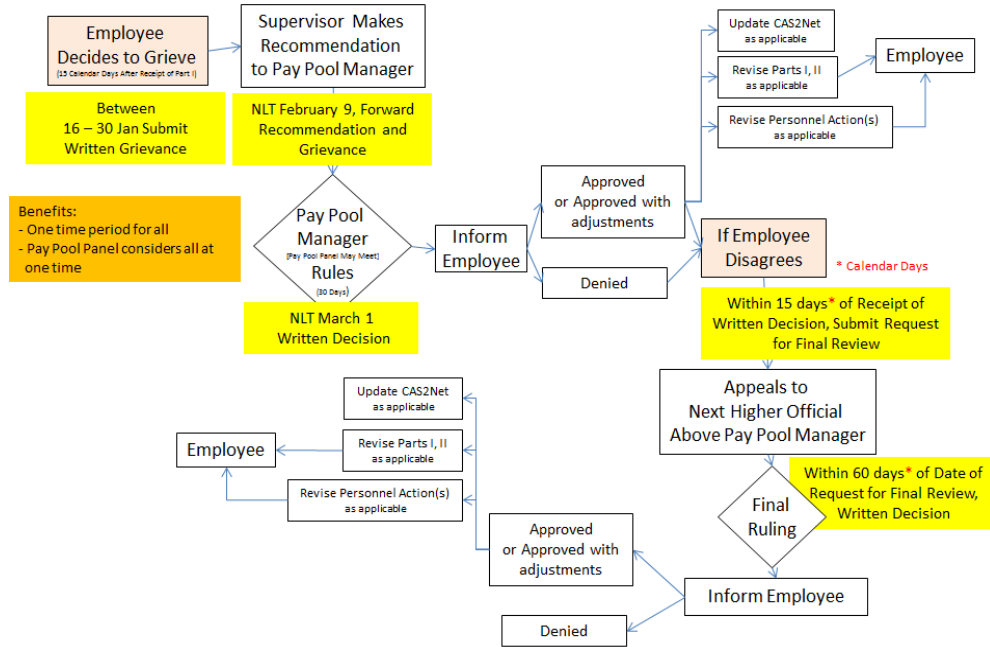 Employee
Decides to Grieve
(15 Calendar Days After Receipt of Part I)
Between
16 – 30 Jan Submit
Written Grievance
Supervisor Makes
Recommendation
to Pay Pool Manager
NLT February 9, Forward
Recommendation and
Grievance
Benefits:
- One time period for all
- Pay Pool Panel considers all at
one time
Pay Pool
Manager
[Pay Pool Panel May Meet]
Rules
(30 Days)
NLT March 1
Written Decision
Inform
Employee
Approved
or Approved with
adjustments
Denied
Update CAS2Net
as applicable
Revise Parts I, II
as applicable
Revise Personnel Action(s)
as applicable
Employee
If Employee
Disagrees
* Calendar Days
Within 15 days* of Receipt of
Written Decision, Submit Request
for Final Review
Appeals to
Next Higher Official
Above Pay Pool Manager
Within 60 days* of Date of
Request for Final Review,
Written Decision
Final
Ruling
Inform Employee
Approved
or Approved with
adjustments
Denied
Update CAS2Net
as applicable
Revise Parts I, II
as applicable
Revise Personnel Action(s)
as applicable
Employee